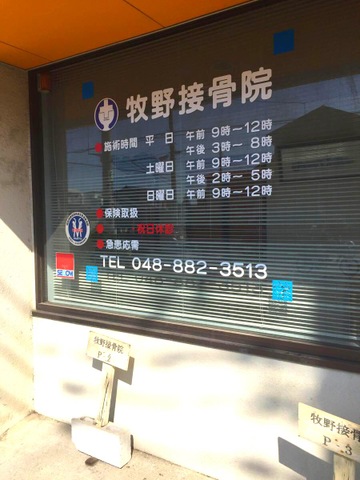 牧野接骨院
施術時間 平 日 午前 9時〜12時
午後 3時〜8時
土曜日 午前 9時〜12時
午後 2時〜5時
日曜日 午前 9時〜12時
保険取扱
祝日休診
急患応需
TEL 048-882-3513
牧野接骨院
牧野接骨